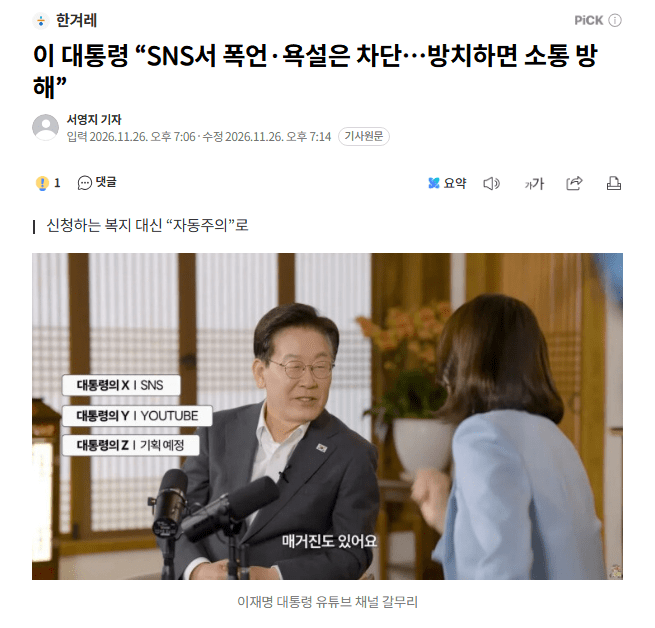 한겨레
PiCK
이 대통령 “SNS서 폭언·욕설은 차단…방치하면 소통 방
해”
서영지 기자
입력 2026.11.26. 오후 7:06 · 수정 2026.11.26. 오후 7:14 기사원문
1 댓글
요약 가가
신청하는 복지 대신 “자동주의”로
대통령의 X | SNS
대통령의 Y | YOUTUBE
대통령의 Z | 기획 예정
매거진도 있어요
이재명 대통령 유튜브 채널 갈무리